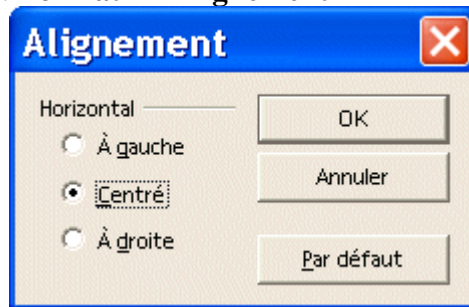 Alignement
Horizontal
À gauche
Centré
À droite
OK
Annuler
Par défaut